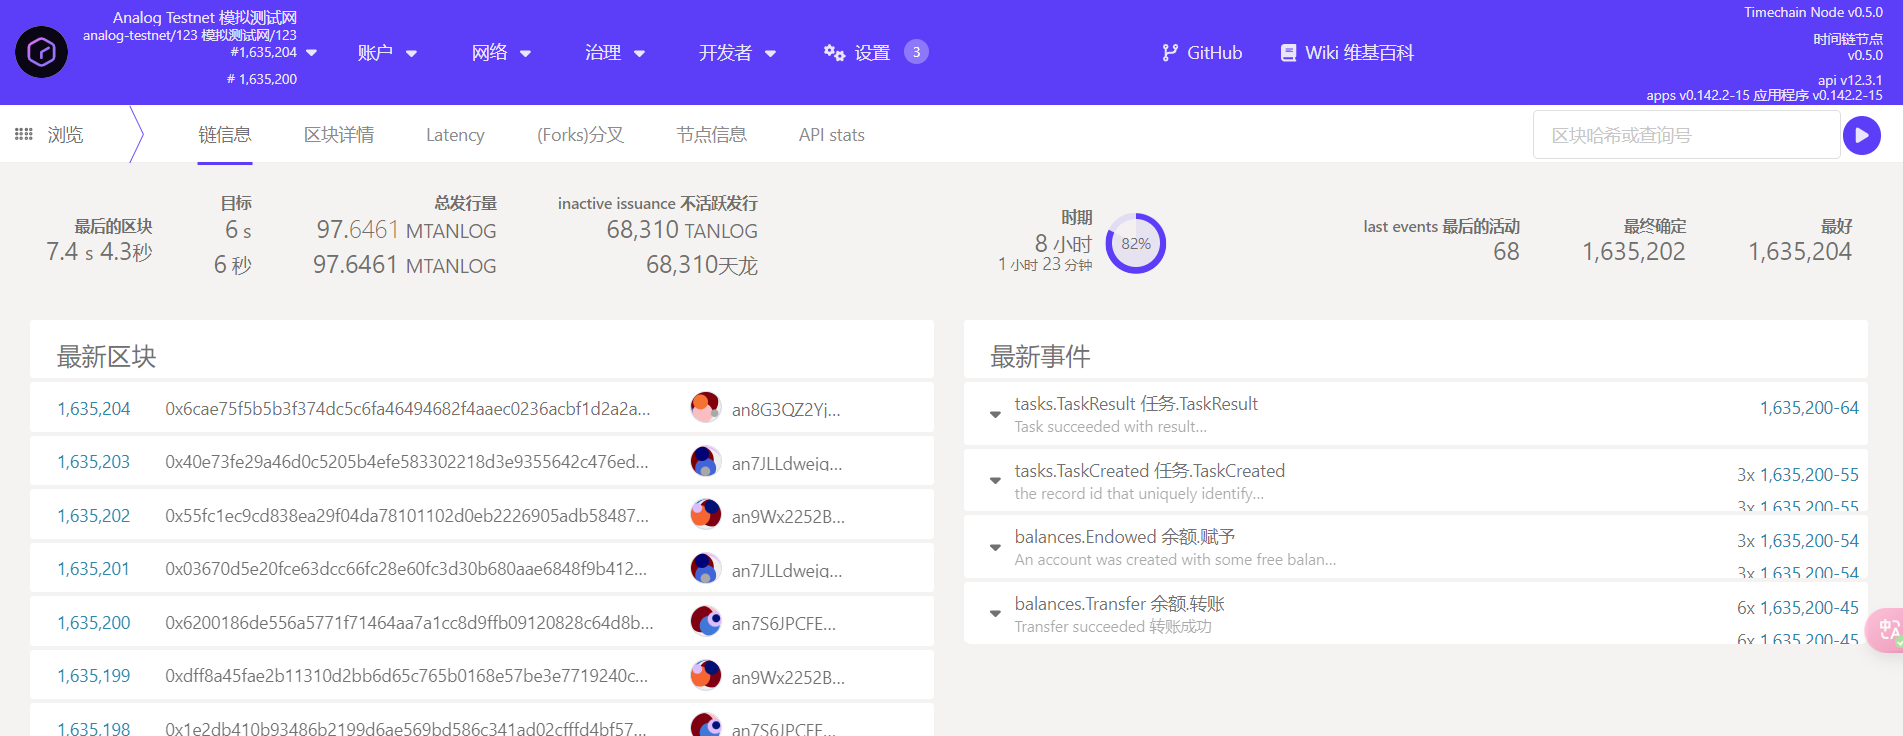 Analog Testnet 模拟测试网
analog-testnet/123 模拟测试网/123
#1,635,204
# 1,635,200
账户
网络
治理
开发者
设置
3
GitHub
Wiki 维基百科
Timechain Node v0.5.0
时间链节点
v0.5.0
api v12.3.1
apps v0.142.2-15 应用程序 v0.142.2-15
浏览
链信息
区块详情
Latency
(Forks)分叉
节点信息
API stats
区块哈希或查询号
最后的区块
7.4 s 4.3秒
目标
6 s
6 秒
总发行量
97.6461 MTANLOG
97.6461 MTANLOG
inactive issuance 不活跃发行
68,310 TANLOG
68,310天龙
时期
8 小时
1 小时 23 分钟
82%
last events 最后的活动
68
最终确定
1,635,202
最好
1,635,204
最新区块
1,635,204 0x6cae75f5b5b3f374dc5c6fa46494682f4aaec0236acbf1d2a2a... an8G3QZ2Yj...
1,635,203 0x40e73fe29a46d0c5205b4efe583302218d3e9355642c476ed... an7JLLdweiq...
1,635,202 0x55fc1ec9cd838ea29f04da78101102d0eb2226905adb58487... an9Wx2252B...
1,635,201 0x03670d5e20fce63dcc66fc28e60fc3d30b680aae6848f9b412... an7JLLdweiq...
1,635,200 0x6200186de556a5771f71464aa7a1cc8d9ffb09120828c64d8b... an7S6JPCFE...
1,635,199 0xdff8a45fae2b11310d2bb6d65c765b0168e57be3e7719240c... an9Wx2252B...
1,635,198 0x1e2db410b93486b2199d6ae569bd586c341ad02cfffd4bf57... an7S6JPCFE...
最新事件
tasks.TaskResult 任务.TaskResult
Task succeeded with result...
1,635,200-64
tasks.TaskCreated 任务.TaskCreated
the record id that uniquely identify...
3x 1,635,200-55
3x 1,635,200-55
balances.Endowed 余额.赋予
An account was created with some free balan...
3x 1,635,200-54
3x 1,635,200-54
balances.Transfer 余额.转账
Transfer succeeded 转账成功
6x 1,635,200-45
6x 1,635,200-45
中A